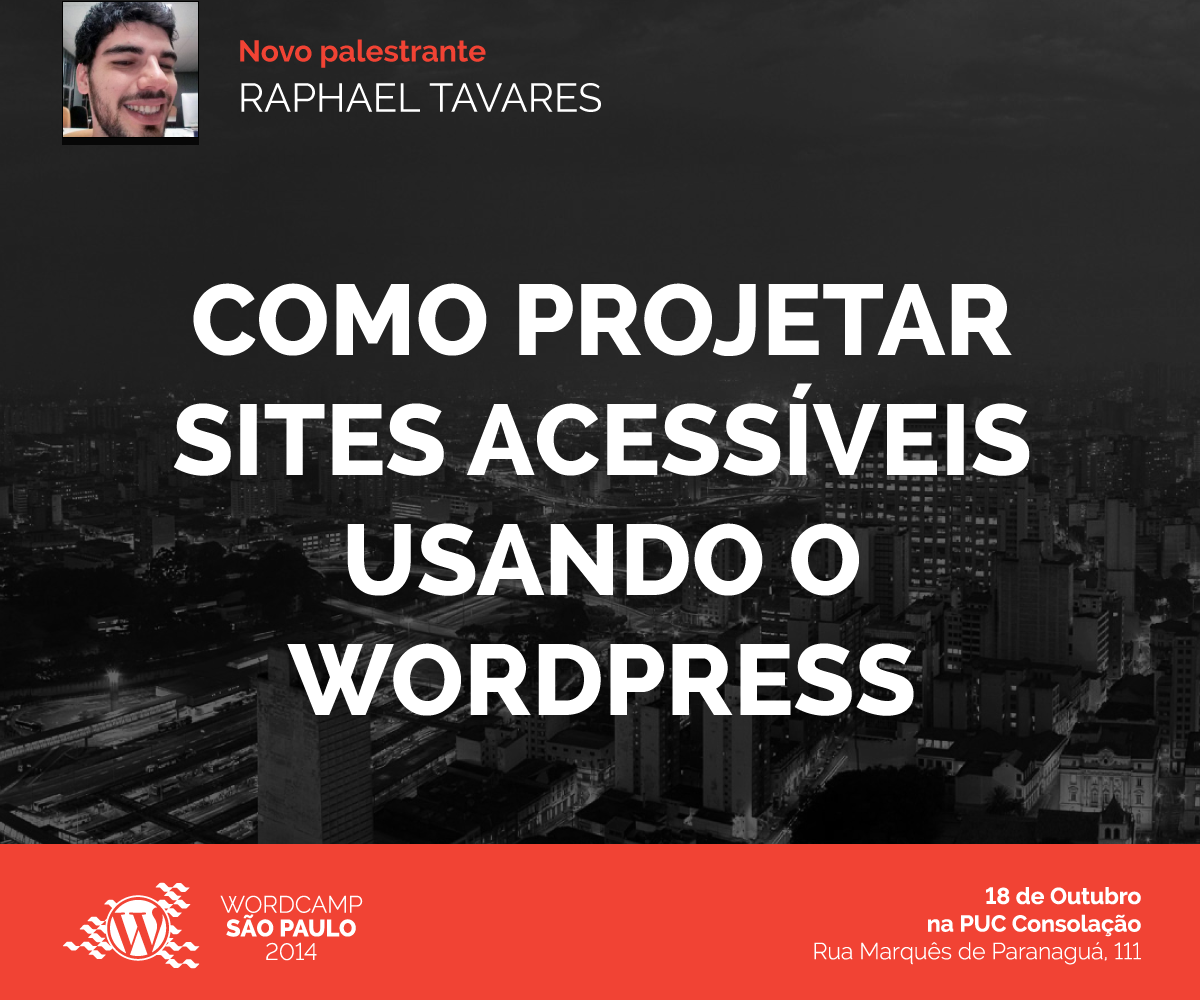 Novo palestrante
RAPHAEL TAVARES
COMO PROJETAR
SITES ACESSÍVEIS
USANDO O
WORDPRESS
WORDCAMP
SÃO PAULO
2014
18 de Outubro
na PUC Consolação
Rua Marquês de Paranaguá, 111